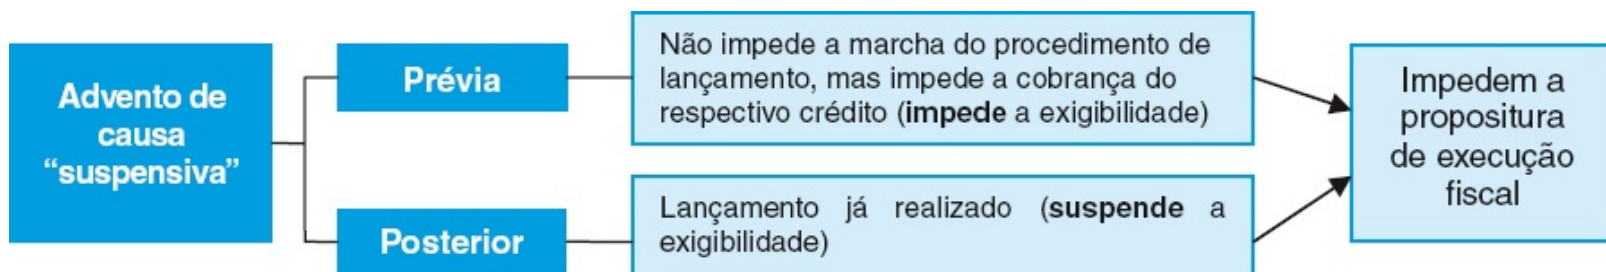 Advento de
causa
“suspensiva”
Prévia
Não impede a marcha do procedimento de
lançamento, mas impede a cobrança do
respectivo crédito (impede a exigibilidade)
Posterior
Lançamento já realizado (suspende a
exigibilidade)
Impedem a
propositura
de execução
fiscal